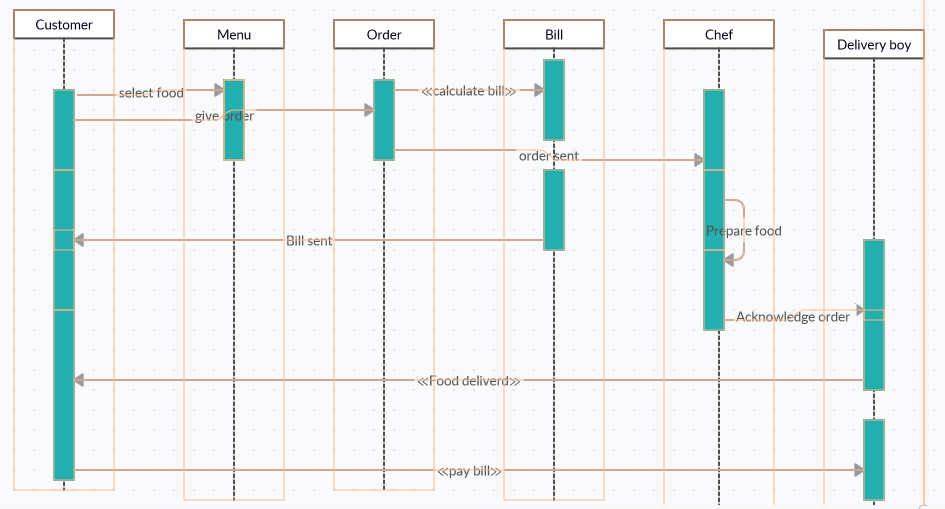 Customer
Menu
Order
Bill
Chef
Delivery boy
select food
<<calculate bill>>
give order
order sent
Prepare food
Bill sent
Acknowledge order
<<Food deliverd>>
<<pay bill>>